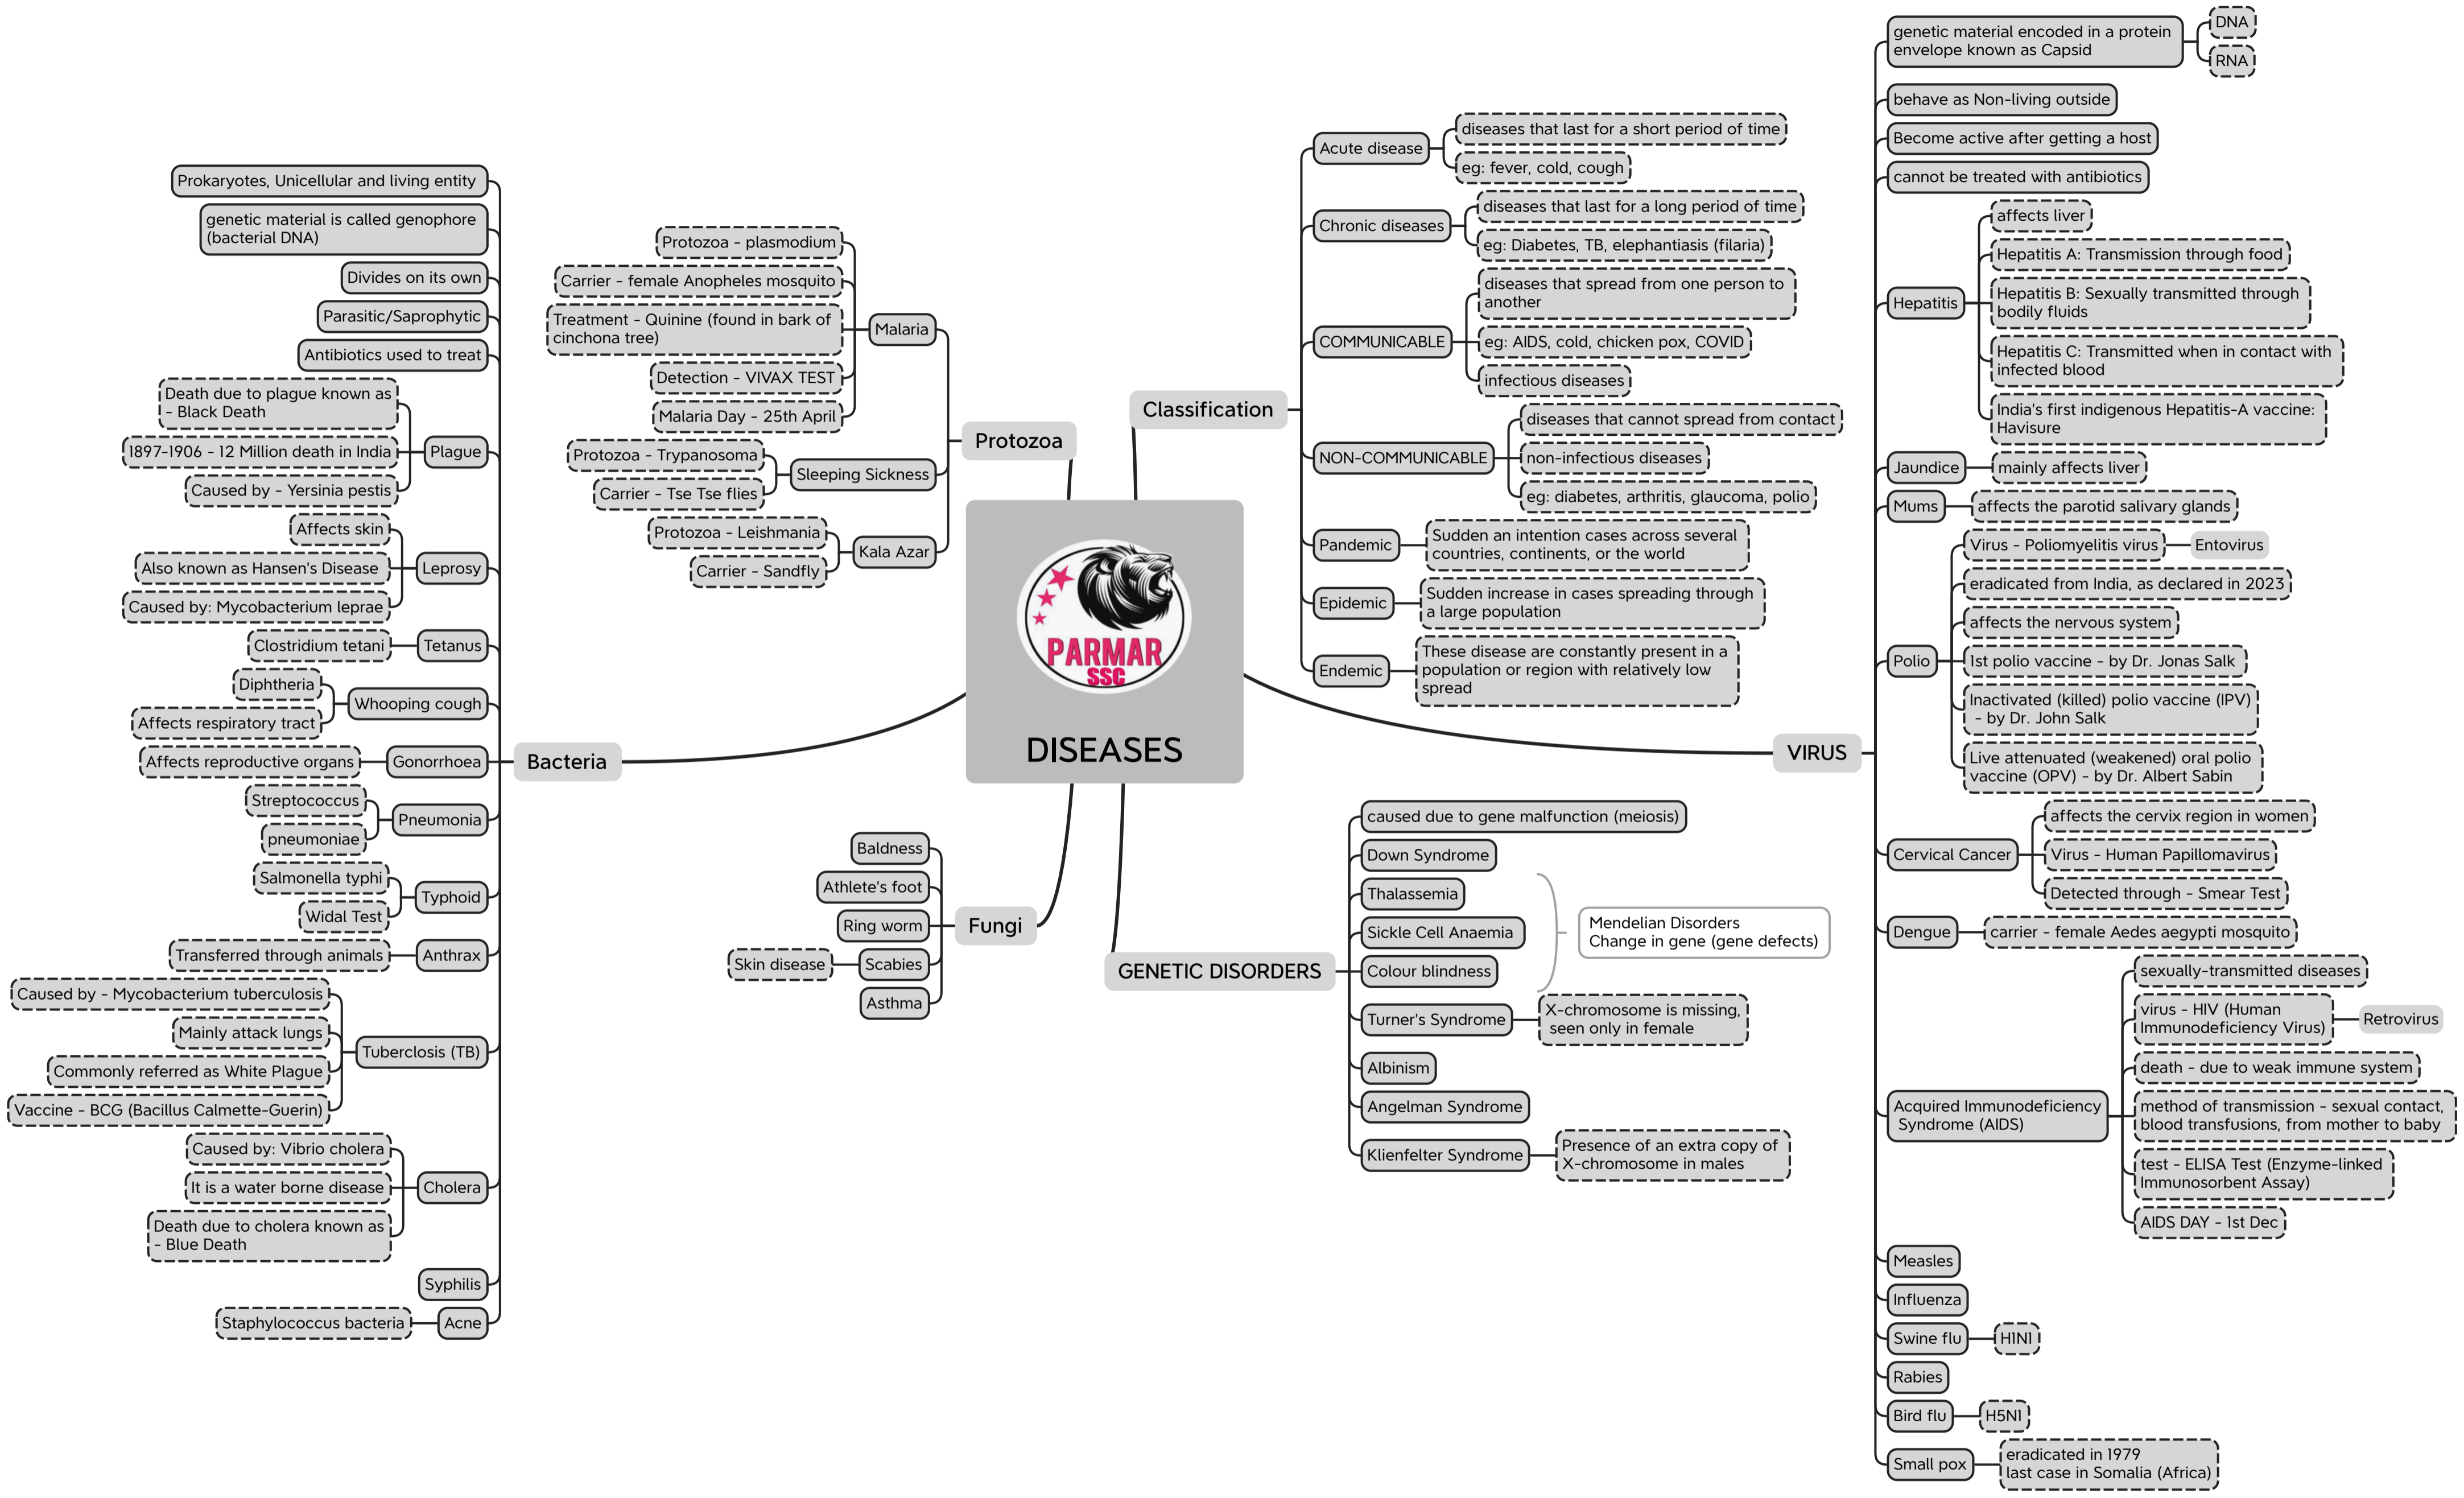 PARMAR
SSC
DISEASES
Classification
Acute disease
diseases that last for a short period of time
eg: fever, cold, cough
Chronic diseases
diseases that last for a long period of time
eg: Diabetes, TB, elephantiasis (filaria)
COMMUNICABLE
diseases that spread from one person to
another
eg: AIDS, cold, chicken pox, COVID
infectious diseases
NON-COMMUNICABLE
diseases that cannot spread from contact
non-infectious diseases
eg: diabetes, arthritis, glaucoma, polio
Pandemic
Sudden an intention cases across several
countries, continents, or the world
Epidemic
Sudden increase in cases spreading through
a large population
Endemic
These disease are constantly present in a
population or region with relatively low
spread
VIRUS
genetic material encoded in a protein
envelope known as Capsid
DNA
RNA
behave as Non-living outside
Become active after getting a host
cannot be treated with antibiotics
Hepatitis
affects liver
Hepatitis A: Transmission through food
Hepatitis B: Sexually transmitted through
bodily fluids
Hepatitis C: Transmitted when in contact with
infected blood
India's first indigenous Hepatitis-A vaccine:
Havisure
Jaundice
mainly affects liver
Mums
affects the parotid salivary glands
Polio
Virus - Poliomyelitis virus
Entovirus
eradicated from India, as declared in 2023
affects the nervous system
1st polio vaccine - by Dr. Jonas Salk
Inactivated (killed) polio vaccine (IPV)
- by Dr. John Salk
Live attenuated (weakened) oral polio
vaccine (OPV) - by Dr. Albert Sabin
Cervical Cancer
affects the cervix region in women
Virus - Human Papillomavirus
Detected through - Smear Test
Dengue
carrier - female Aedes aegypti mosquito
Acquired Immunodeficiency
Syndrome (AIDS)
sexually-transmitted diseases
virus - HIV (Human
Immunodeficiency Virus)
Retrovirus
death - due to weak immune system
method of transmission - sexual contact,
blood transfusions, from mother to baby
test - ELISA Test (Enzyme-linked
Immunosorbent Assay)
AIDS DAY - 1st Dec
Measles
Influenza
Swine flu
H1N1
Rabies
Bird flu
H5N1
Small pox
eradicated in 1979
last case in Somalia (Africa)
GENETIC DISORDERS
caused due to gene malfunction (meiosis)
Down Syndrome
Thalassemia
Sickle Cell Anaemia
Colour blindness
Mendelian Disorders
Change in gene (gene defects)
Turner's Syndrome
X-chromosome is missing,
seen only in female
Albinism
Angelman Syndrome
Klienfelter Syndrome
Presence of an extra copy of
X-chromosome in males
Protozoa
Malaria
Protozoa - plasmodium
Carrier - female Anopheles mosquito
Treatment - Quinine (found in bark of
cinchona tree)
Detection - VIVAX TEST
Malaria Day - 25th April
Sleeping Sickness
Protozoa - Trypanosoma
Carrier - Tse Tse flies
Kala Azar
Protozoa - Leishmania
Carrier - Sandfly
Bacteria
Prokaryotes, Unicellular and living entity
genetic material is called genophore
(bacterial DNA)
Divides on its own
Parasitic/Saprophytic
Antibiotics used to treat
Plague
Death due to plague known as
- Black Death
1897-1906 - 12 Million death in India
Caused by - Yersinia pestis
Leprosy
Affects skin
Also known as Hansen's Disease
Caused by: Mycobacterium leprae
Tetanus
Clostridium tetani
Whooping cough
Diphtheria
Affects respiratory tract
Gonorrhoea
Affects reproductive organs
Pneumonia
Streptococcus
pneumoniae
Typhoid
Salmonella typhi
Widal Test
Anthrax
Transferred through animals
Tuberclosis (TB)
Caused by - Mycobacterium tuberculosis
Mainly attack lungs
Commonly referred as White Plague
Vaccine - BCG (Bacillus Calmette-Guerin)
Cholera
Caused by: Vibrio cholera
It is a water borne disease
Death due to cholera known as
- Blue Death
Syphilis
Acne
Staphylococcus bacteria
Fungi
Baldness
Athlete's foot
Ring worm
Scabies
Skin disease
Asthma